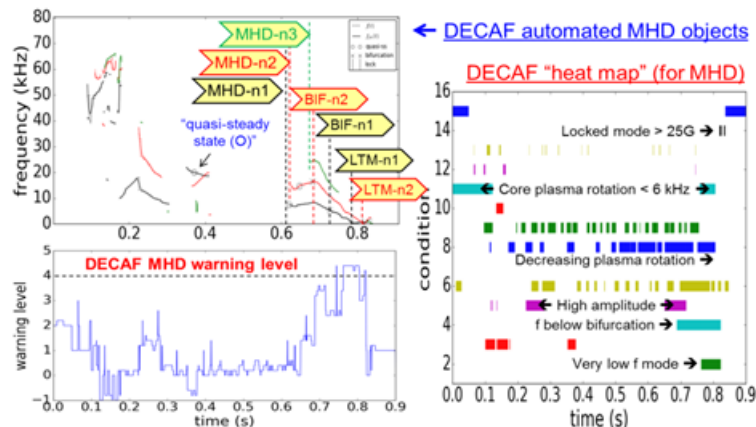 DECAF automated MHD objects
DECAF "heat map" (for MHD)
frequency (kHz)
80
70
60
50
40
30
20
10
0
0.2
0.4
0.6
0.8
MHD-n3
MHD-n2
MHD-n1
BIF-n2
BIF-n1
LTM-n1
LTM-n2
"quasi-steady
state (O)"
bifurcation
lock
DECAF MHD warning level
warning level
5
4
3
2
1
0
−1
0.0
0.1
0.2
0.3
0.4
0.5
0.6
0.7
0.8
0.9
time (s)
condition
16
14
12
10
8
6
4
2
Locked mode > 25G
Core plasma rotation < 6 kHz
Decreasing plasma rotation
High amplitude
f below bifurcation
Very low f mode
0.0
0.1
0.2
0.3
0.4
0.5
0.6
0.7
0.8
0.9
time (s)